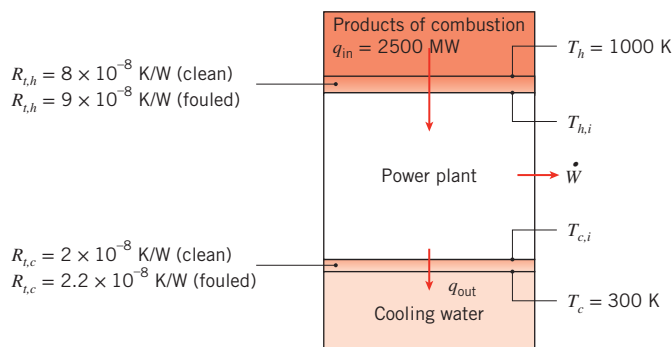 Products of combustion
q_in = 2500 MW
T_h = 1000 K
R_t,h = 8 × 10^−8 K/W (clean)
R_t,h = 9 × 10^−8 K/W (fouled)
T_h,i
Power plant
Ẇ
T_c,i
R_t,c = 2 × 10^−8 K/W (clean)
R_t,c = 2.2 × 10^−8 K/W (fouled)
q_out
T_c = 300 K
Cooling water